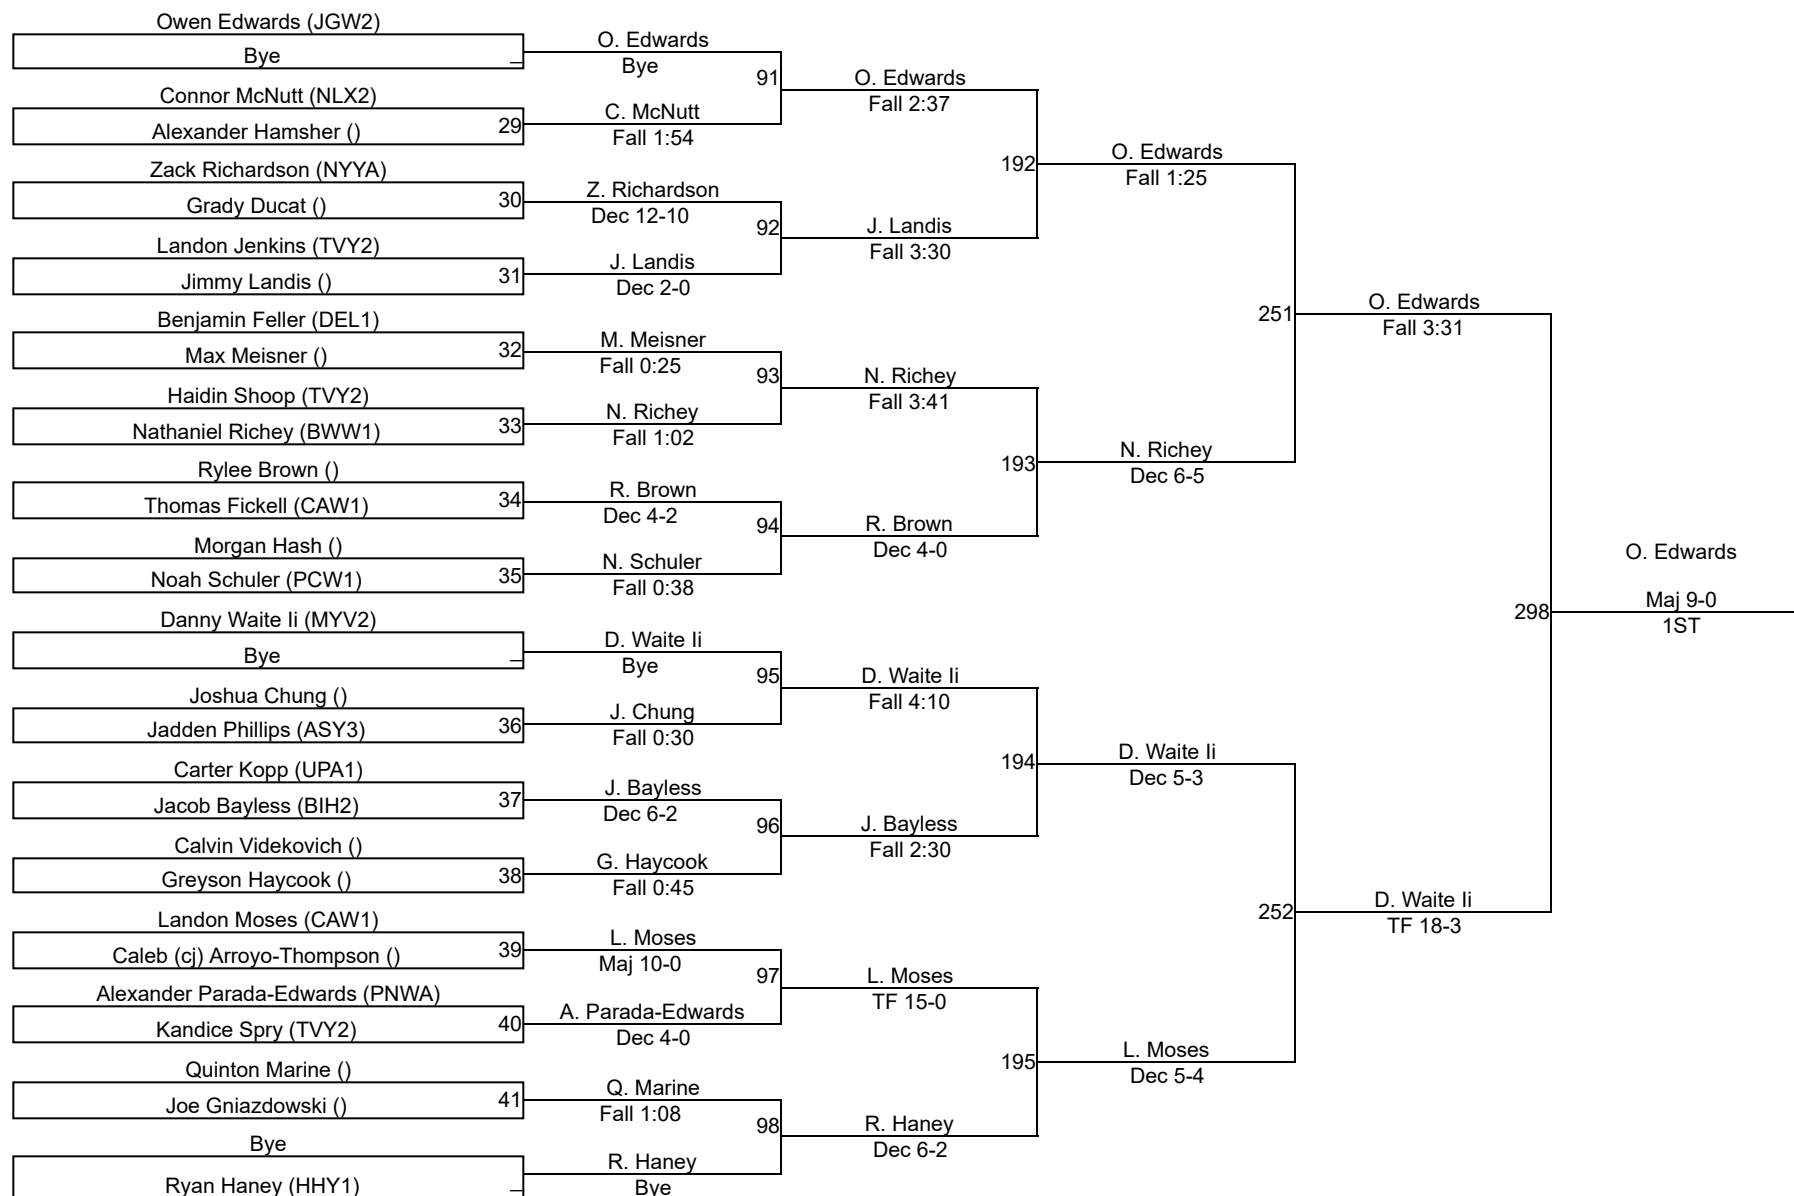 Owen Edwards (JGW2)
Bye
_
Connor McNutt (NLX2)
Alexander Hamsher ()
29
Zack Richardson (NYYA)
Grady Ducat ()
30
Landon Jenkins (TVY2)
Jimmy Landis ()
31
Benjamin Feller (DEL1)
Max Meisner ()
32
Haidin Shoop (TVY2)
Nathaniel Richey (BWW1)
33
Rylee Brown ()
Thomas Fickell (CAW1)
34
Morgan Hash ()
Noah Schuler (PCW1)
35
Danny Waite Ii (MYV2)
Bye
_
Joshua Chung ()
Jadden Phillips (ASY3)
36
Carter Kopp (UPA1)
Jacob Bayless (BIH2)
37
Calvin Videkovich ()
Greyson Haycook ()
38
Landon Moses (CAW1)
Caleb (cj) Arroyo-Thompson ()
39
Alexander Parada-Edwards (PNWA)
Kandice Spry (TVY2)
40
Quinton Marine ()
Joe Gniazdowski ()
41
Bye
Ryan Haney (HHY1)
_
O. Edwards
Bye
91
C. McNutt
Fall 1:54
Z. Richardson
Dec 12-10
92
J. Landis
Dec 2-0
M. Meisner
Fall 0:25
93
N. Richey
Fall 1:02
R. Brown
Dec 4-2
94
N. Schuler
Fall 0:38
D. Waite Ii
Bye
95
J. Chung
Fall 0:30
J. Bayless
Dec 6-2
96
G. Haycook
Fall 0:45
L. Moses
Maj 10-0
97
A. Parada-Edwards
Dec 4-0
Q. Marine
Fall 1:08
98
R. Haney
Bye
O. Edwards
Fall 2:37
192
J. Landis
Fall 3:30
N. Richey
Fall 3:41
193
R. Brown
Dec 4-0
D. Waite Ii
Fall 4:10
194
J. Bayless
Fall 2:30
L. Moses
TF 15-0
195
R. Haney
Dec 6-2
O. Edwards
Fall 1:25
251
N. Richey
Dec 6-5
D. Waite Ii
Dec 5-3
252
L. Moses
Dec 5-4
O. Edwards
Fall 3:31
298
D. Waite Ii
TF 18-3
O. Edwards
Maj 9-0
1ST